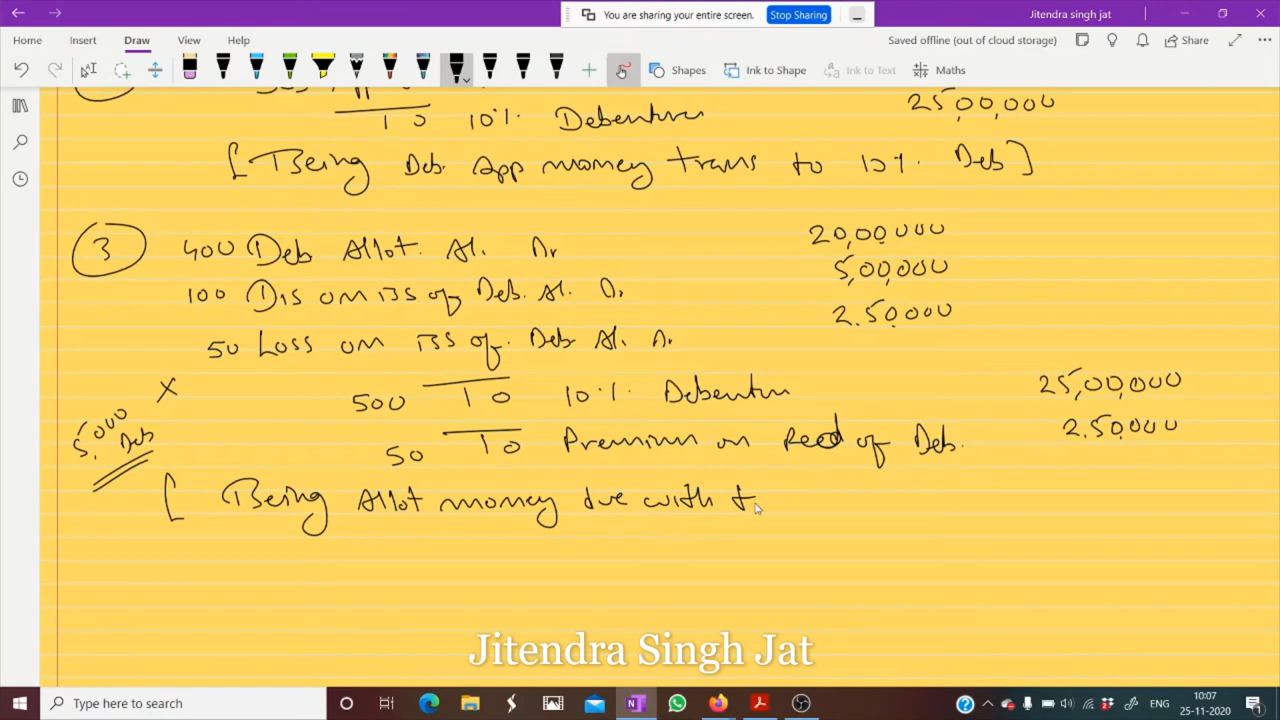 You are sharing your entire screen. Stop Sharing
Jitendra singh jat
Home Insert Draw View Help
Saved offline (out of cloud storage) Share
Shapes Ink to Shape Ink to Text Maths
To 10% Debentures 25,00,000
[Being Deb. App money trans to 10% Deb]
3 400 Deb Allot. A/c. Dr 20,00,000
100 Dis on ISS of Deb. A/c. D. 5,00,000
50 Loss on ISS of. Deb A/c. D. 2,50,000
X 500 To 10% Debentur 25,00,000
5,000 Deb
50 To Premium on Reed of Deb. 2,50,000
[ Being Allot money due with t
Jitendra Singh Jat
Type here to search
ENG 10:07
25-11-2020